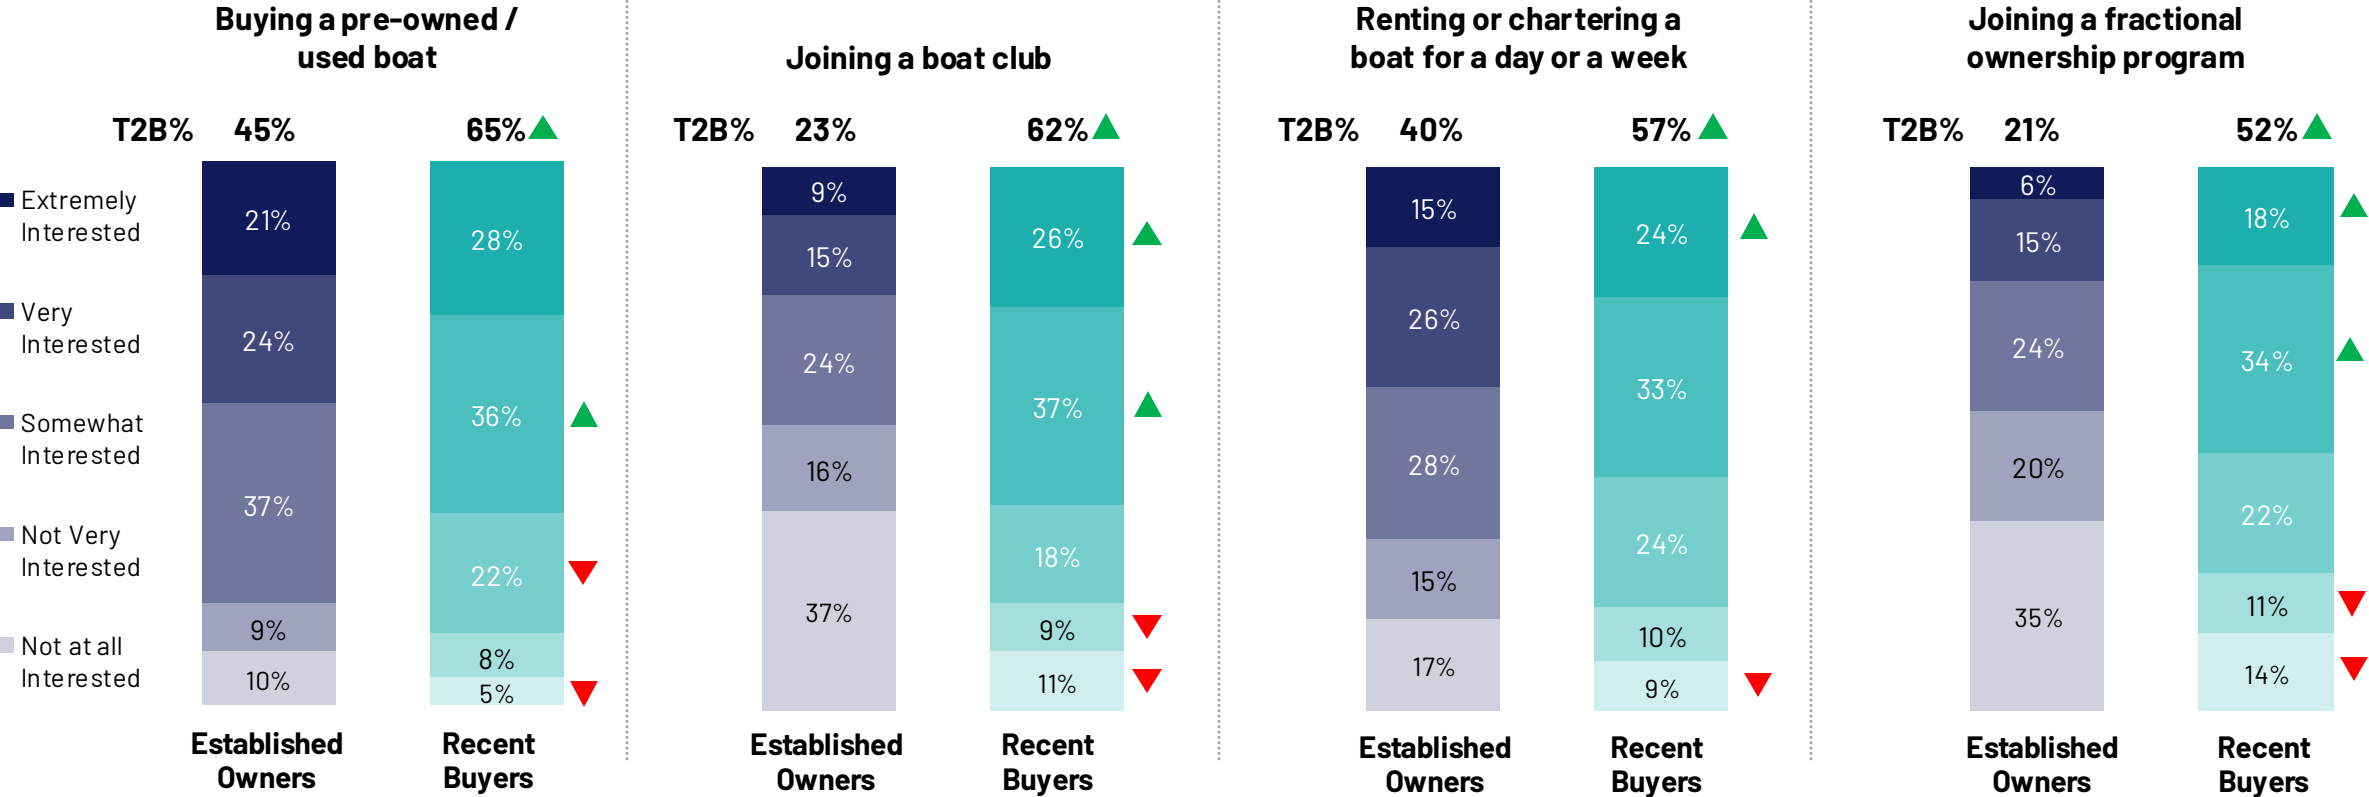 Buying a pre-owned /
used boat
T2B% 45% 65%
Extremely
Interested
Very
Interested
Somewhat
Interested
Not Very
Interested
Not at all
Interested
21%
24%
37%
9%
10%
28%
36%
22%
8%
5%
Established
Owners
Recent
Buyers
Joining a boat club
T2B% 23% 62%
9%
15%
24%
16%
37%
26%
37%
18%
9%
11%
Established
Owners
Recent
Buyers
Renting or chartering a
boat for a day or a week
T2B% 40% 57%
15%
26%
28%
15%
17%
24%
33%
24%
10%
9%
Established
Owners
Recent
Buyers
Joining a fractional
ownership program
T2B% 21% 52%
6%
15%
24%
20%
35%
18%
34%
22%
11%
14%
Established
Owners
Recent
Buyers